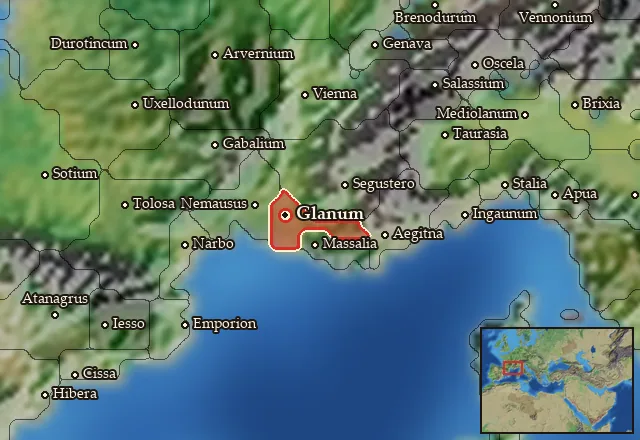 Brenodurum
Vennonium
Durotincum
Genava
Arvernium
Oscela
Salassium
Vienna
Uxellodunum
Brixia
Mediolanum
Taurasia
Gabalium
Sotium
Segustero
Stalia
Apua
Tolosa
Nemausus
Glanum
Ingaunum
Aegitna
Narbo
Massalia
Atanagrus
Iesso
Emporion
Cissa
Hibera